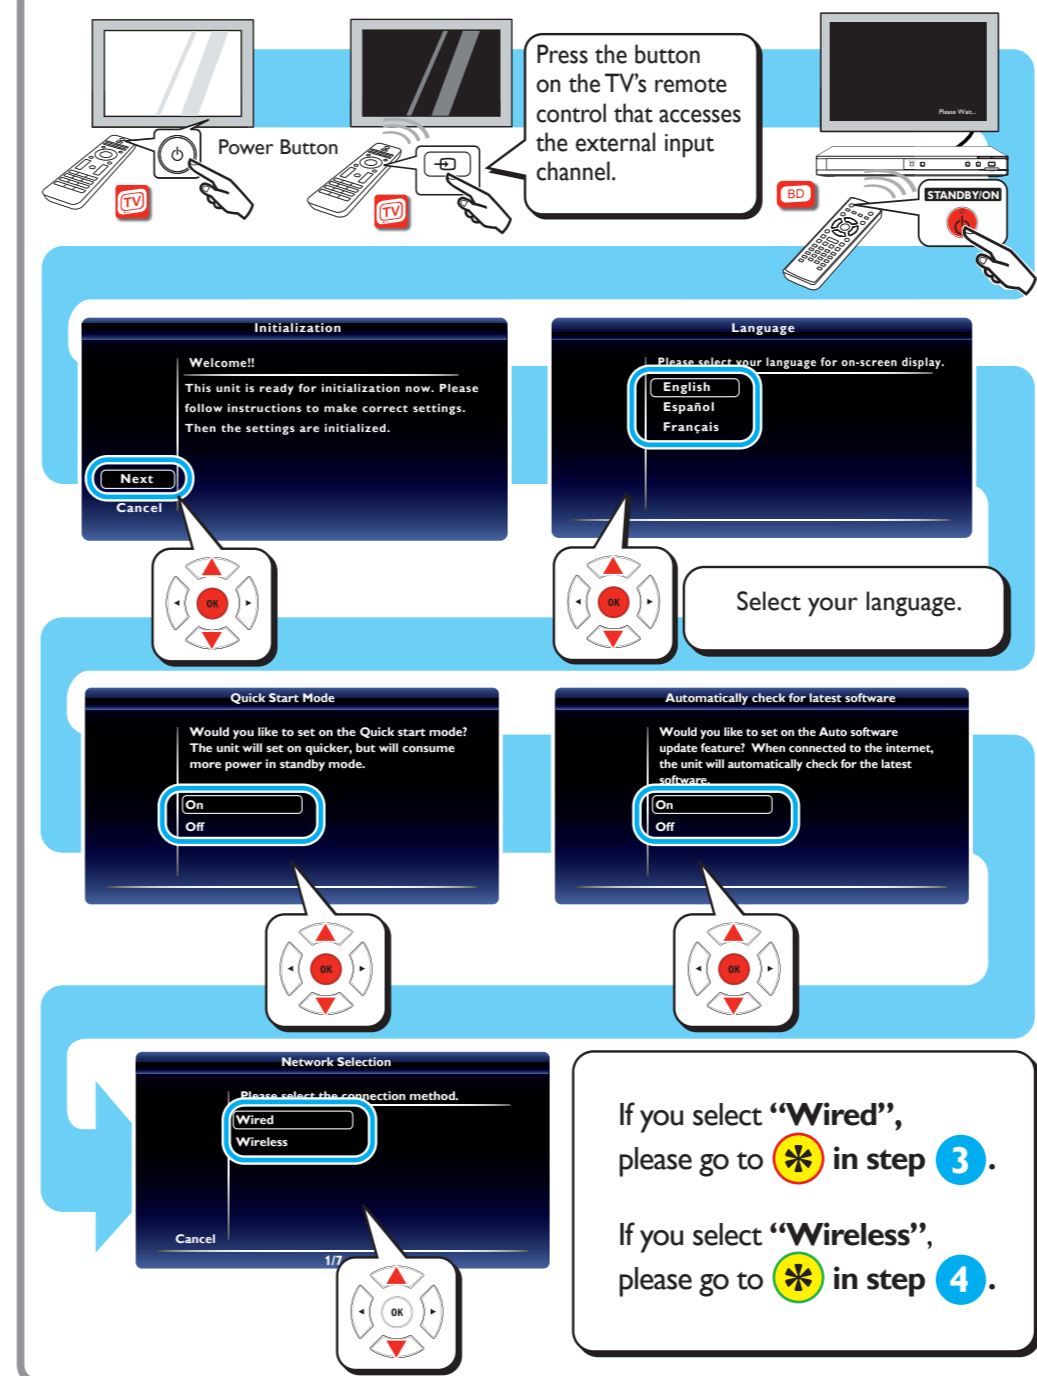 Power Button
TV
TV
Press the button
on the TV's remote
control that accesses
the external input
channel.
Please Wait...
BD
STANDBY/ON
Initialization
Welcome!!
This unit is ready for initialization now. Please
follow instructions to make correct settings.
Then the settings are initialized.
Next
Cancel
OK
Language
Please select your language for on-screen display.
English
Español
Français
OK
Select your language.
Quick Start Mode
Would you like to set on the Quick start mode?
The unit will set on quicker, but will consume
more power in standby mode.
On
Off
OK
Automatically check for latest software
Would you like to set on the Auto software
update feature? When connected to the internet,
the unit will automatically check for the latest
software.
On
Off
OK
Network Selection
Please select the connection method.
Wired
Wireless
Cancel
1/7
OK
If you select “Wired”,
please go to * in step 3.
If you select “Wireless”,
please go to * in step 4.